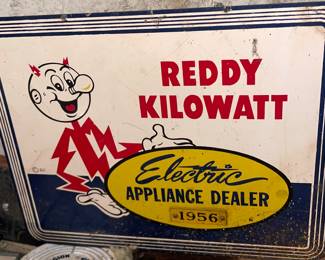 REDDY
KILOWATT
Electric
APPLIANCE DEALER
1956